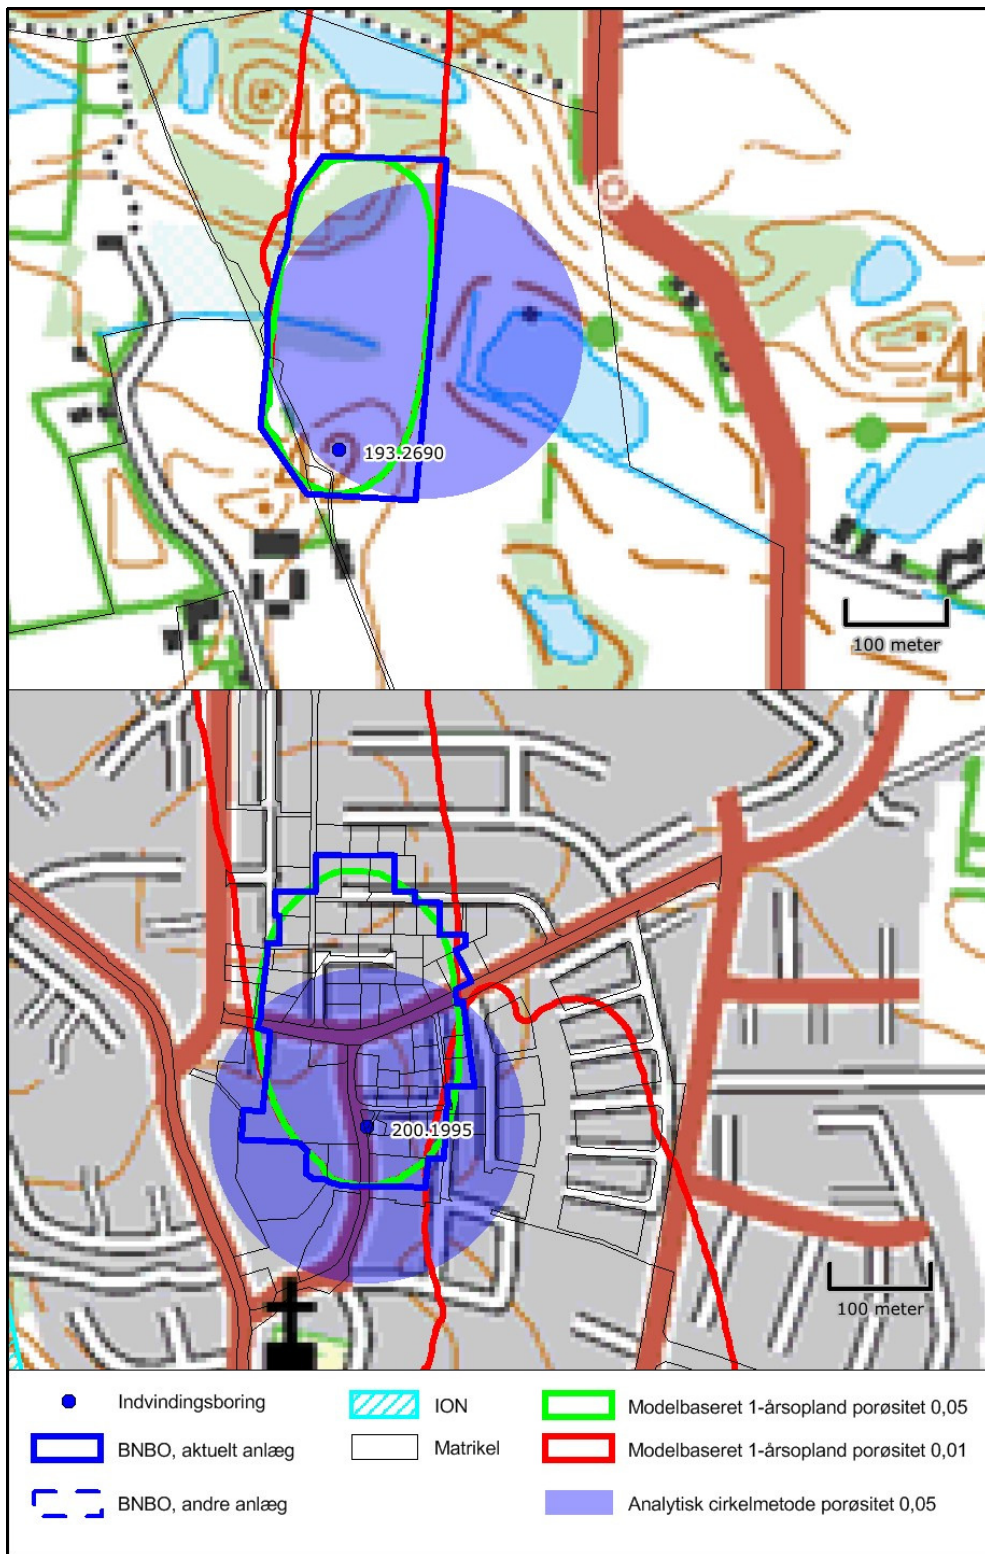 48
193.2690
100 meter
200.1995
100 meter
Indvindingsboring
BNBO, aktuelt anlæg
BNBO, andre anlæg
ION
Matrikel
Modelbaseret 1-årsopland porøsitet 0,05
Modelbaseret 1-årsopland porøsitet 0,01
Analytisk cirkelmetode porøsitet 0,05